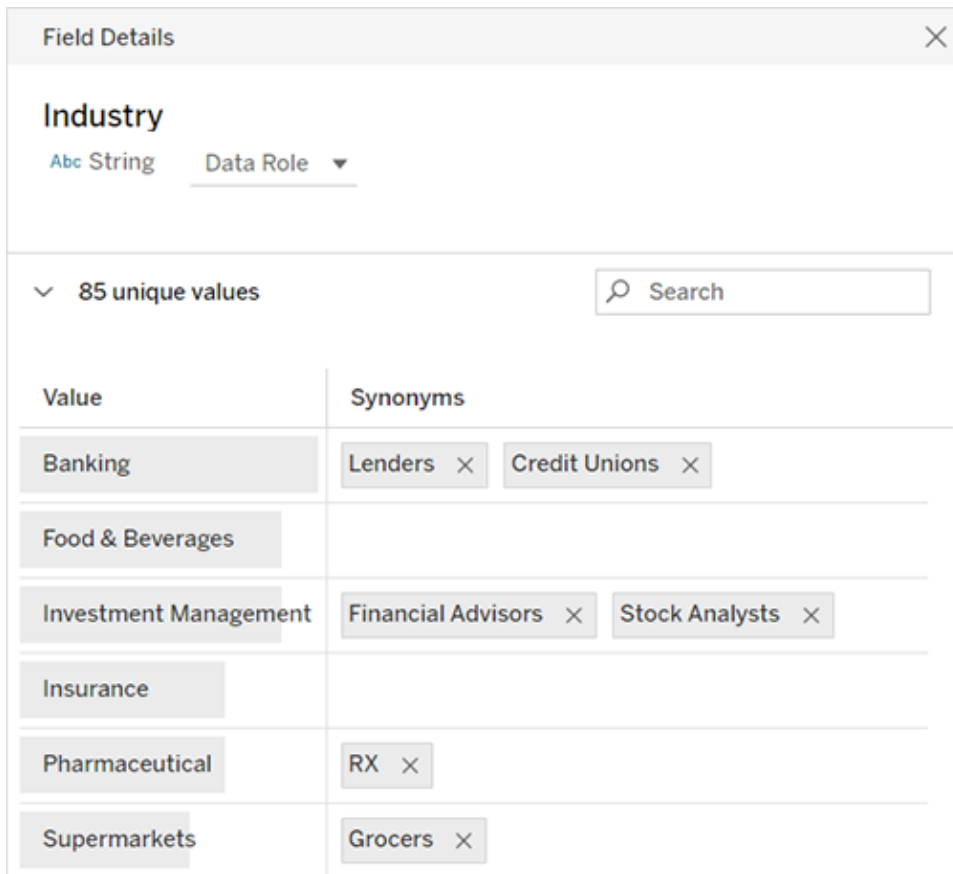 Field Details
Industry
Abc String Data Role
85 unique values Search
Value Synonyms
Banking Lenders Credit Unions
Food & Beverages
Investment Management Financial Advisors Stock Analysts
Insurance
Pharmaceutical RX
Supermarkets Grocers